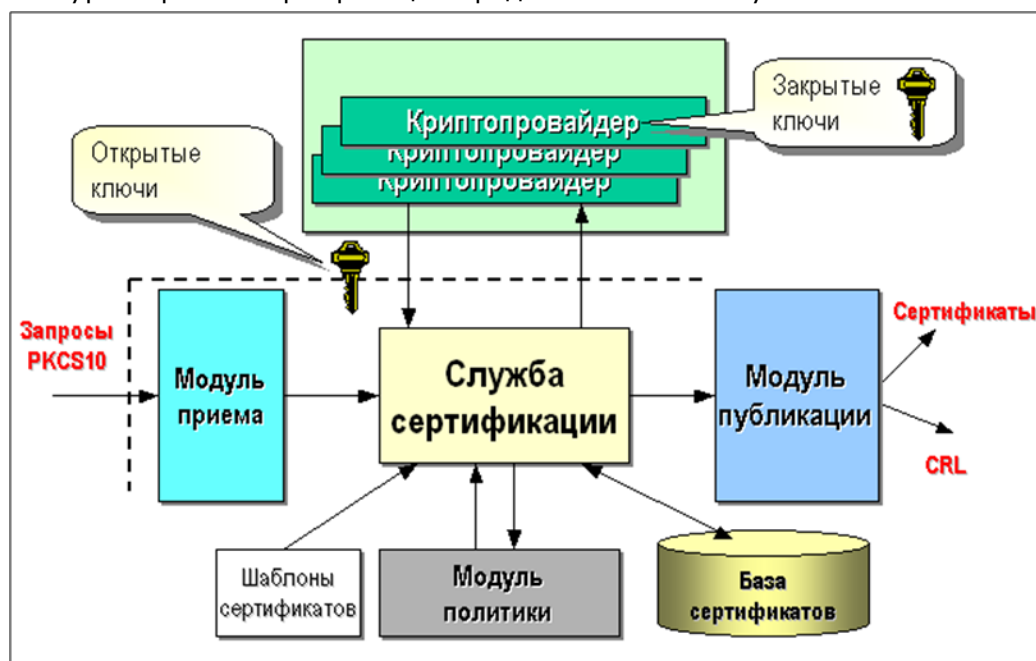 Закрытые
ключи
Криптопровайдер
Криптопровайдер
Криптопровайдер
Открытые
ключи
Запросы
PKCS10
Модуль
приема
Служба
сертификации
Модуль
публикации
Сертификаты
CRL
Шаблоны
сертификатов
Модуль
политики
База
сертификатов